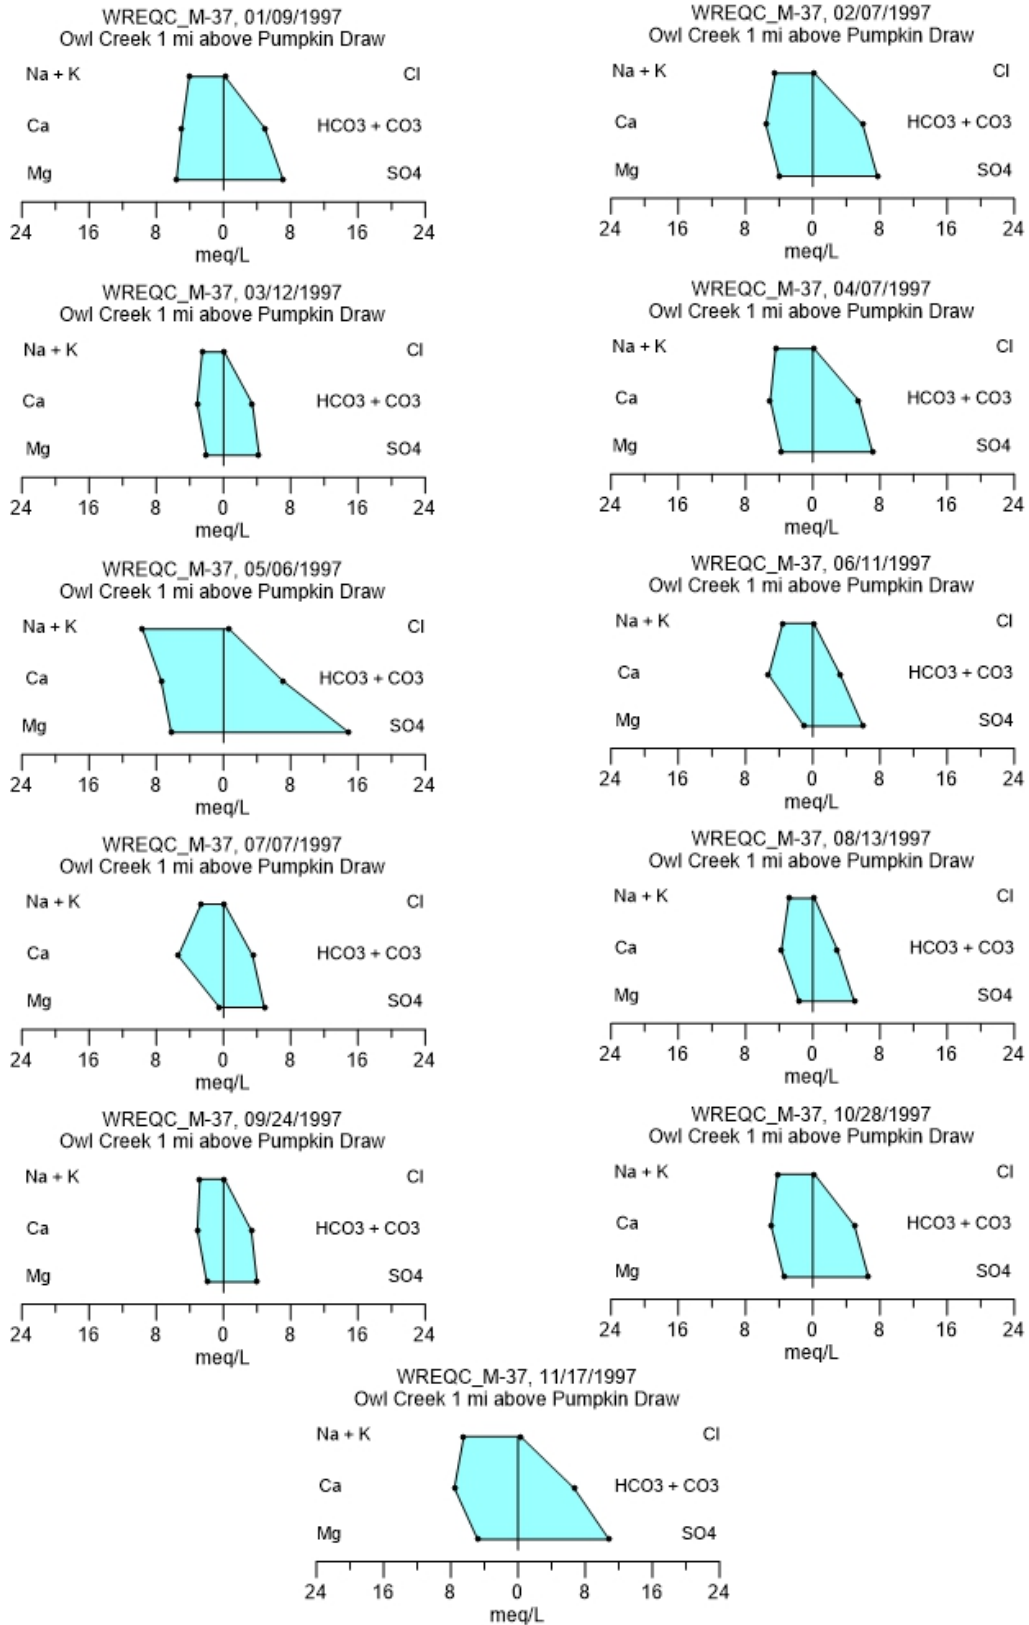 WREQC_M-37, 01/09/1997
Owl Creek 1 mi above Pumpkin Draw
Na + K Cl
Ca HCO3 + CO3
Mg SO4
24 16 8 0 8 16 24
meq/L
WREQC_M-37, 02/07/1997
Owl Creek 1 mi above Pumpkin Draw
Na + K Cl
Ca HCO3 + CO3
Mg SO4
24 16 8 0 8 16 24
meq/L
WREQC_M-37, 03/12/1997
Owl Creek 1 mi above Pumpkin Draw
Na + K Cl
Ca HCO3 + CO3
Mg SO4
24 16 8 0 8 16 24
meq/L
WREQC_M-37, 04/07/1997
Owl Creek 1 mi above Pumpkin Draw
Na + K Cl
Ca HCO3 + CO3
Mg SO4
24 16 8 0 8 16 24
meq/L
WREQC_M-37, 05/06/1997
Owl Creek 1 mi above Pumpkin Draw
Na + K Cl
Ca HCO3 + CO3
Mg SO4
24 16 8 0 8 16 24
meq/L
WREQC_M-37, 06/11/1997
Owl Creek 1 mi above Pumpkin Draw
Na + K Cl
Ca HCO3 + CO3
Mg SO4
24 16 8 0 8 16 24
meq/L
WREQC_M-37, 07/07/1997
Owl Creek 1 mi above Pumpkin Draw
Na + K Cl
Ca HCO3 + CO3
Mg SO4
24 16 8 0 8 16 24
meq/L
WREQC_M-37, 08/13/1997
Owl Creek 1 mi above Pumpkin Draw
Na + K Cl
Ca HCO3 + CO3
Mg SO4
24 16 8 0 8 16 24
meq/L
WREQC_M-37, 09/24/1997
Owl Creek 1 mi above Pumpkin Draw
Na + K Cl
Ca HCO3 + CO3
Mg SO4
24 16 8 0 8 16 24
meq/L
WREQC_M-37, 10/28/1997
Owl Creek 1 mi above Pumpkin Draw
Na + K Cl
Ca HCO3 + CO3
Mg SO4
24 16 8 0 8 16 24
meq/L
WREQC_M-37, 11/17/1997
Owl Creek 1 mi above Pumpkin Draw
Na + K Cl
Ca HCO3 + CO3
Mg SO4
24 16 8 0 8 16 24
meq/L